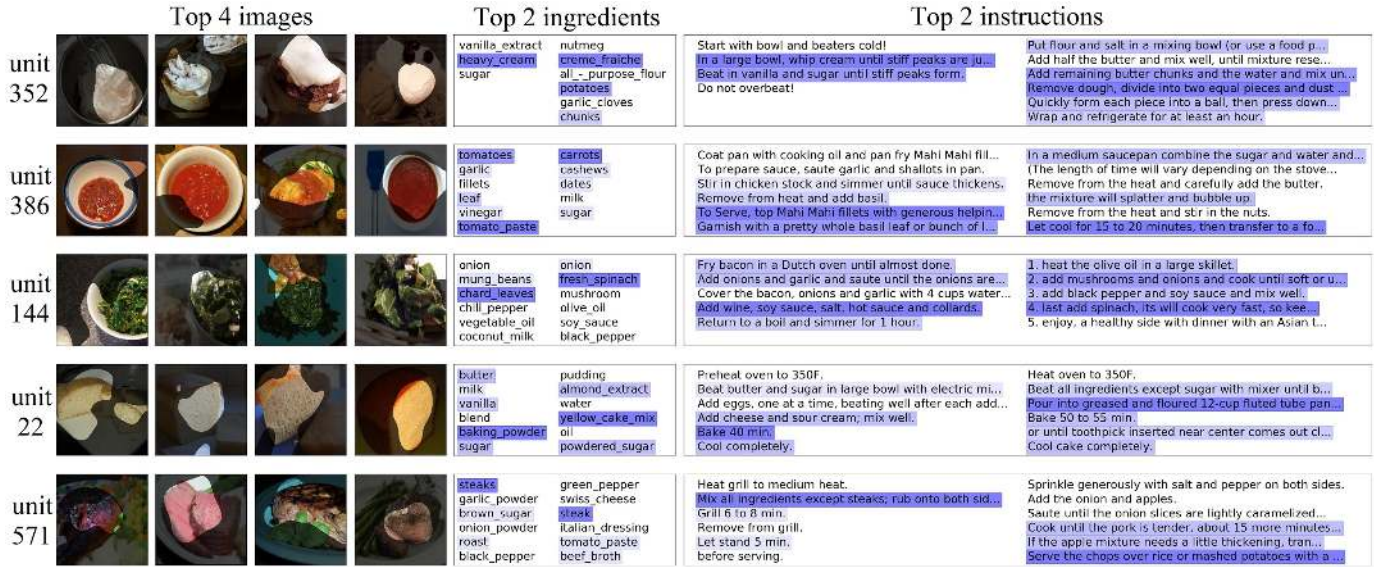 Top 4 images Top 2 ingredients Top 2 instructions
unit
352
vanilla_extract
heavy_cream
sugar
nutmeg
creme_fraiche
all_-_purpose_flour
potatoes
garlic_cloves
chunks
Start with bowl and beaters cold!
In a large bowl, whip cream until stiff peaks are ju...
Beat in vanilla and sugar until stiff peaks form.
Do not overbeat!
Put flour and salt in a mixing bowl (or use a food p...
Add half the butter and mix well, until mixture rese...
Add remaining butter chunks and the water and mix un...
Remove dough, divide into two equal pieces and dust ...
Quickly form each piece into a ball, then press down...
Wrap and refrigerate for at least an hour.
unit
386
tomatoes
garlic
fillets
leaf
vinegar
tomato_paste
carrots
cashews
dates
milk
sugar
Coat pan with cooking oil and pan fry Mahi Mahi fill...
To prepare sauce, saute garlic and shallots in pan.
Stir in chicken stock and simmer until sauce thickens.
Remove from heat and add basil.
To Serve, top Mahi Mahi fillets with generous helpin...
Garnish with a pretty whole basil leaf or bunch of l...
In a medium saucepan combine the sugar and water and...
(The length of time will vary depending on the stove...
Remove from the heat and carefully add the butter.
the mixture will splatter and bubble up.
Remove from the heat and stir in the nuts.
Let cool for 15 to 20 minutes, then transfer to a fo...
unit
144
onion
mung_beans
chard_leaves
chili_pepper
vegetable_oil
coconut_milk
onion
fresh_spinach
mushroom
olive_oil
soy_sauce
black_pepper
Fry bacon in a Dutch oven until almost done.
Add onions and garlic and saute until the onions are...
Cover the bacon, onions and garlic with 4 cups water...
Add wine, soy sauce, salt, hot sauce and collards.
Return to a boil and simmer for 1 hour.
1. heat the olive oil in a large skillet.
2. add mushrooms and onions and cook until soft or u...
3. add black pepper and soy sauce and mix well.
4. last add spinach, its will cook very fast, so kee...
5. enjoy, a healthy side with dinner with an Asian t...
unit
22
butter
milk
vanilla
blend
baking_powder
sugar
pudding
almond_extract
water
yellow_cake_mix
oil
powdered_sugar
Preheat oven to 350F.
Beat butter and sugar in large bowl with electric mi...
Add eggs, one at a time, beating well after each add...
Add cheese and sour cream; mix well.
Bake 40 min.
Cool completely.
Heat oven to 350F.
Beat all ingredients except sugar with mixer until b...
Pour into greased and floured 12-cup fluted tube pan...
Bake 50 to 55 min.
or until toothpick inserted near center comes out cl...
Cool cake completely.
unit
571
steaks
garlic_powder
brown_sugar
onion_powder
roast
black_pepper
green_pepper
swiss_cheese
steak
italian_dressing
tomato_paste
beef_broth
Heat grill to medium heat.
Mix all ingredients except steaks; rub onto both sid...
Grill 6 to 8 min.
Remove from grill.
Let stand 5 min.
before serving.
Sprinkle generously with salt and pepper on both sides.
Add the onion and apples.
Saute until the onion slices are lightly caramelized...
Cook until the pork is tender, about 15 more minutes...
If the apple mixture needs a little thickening, tran...
Serve the chops over rice or mashed potatoes with a ...